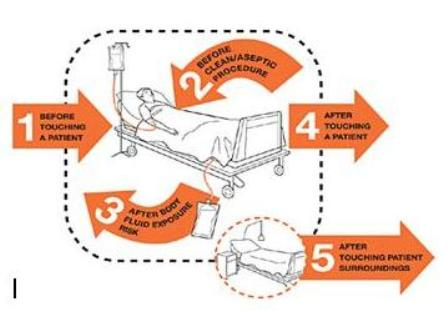 1 BEFORE
TOUCHING
A PATIENT
2 BEFORE
CLEAN/ASEPTIC
PROCEDURE
3 AFTER BODY
FLUID EXPOSURE
RISK
4 AFTER
TOUCHING
A PATIENT
5 AFTER
TOUCHING PATIENT
SURROUNDINGS